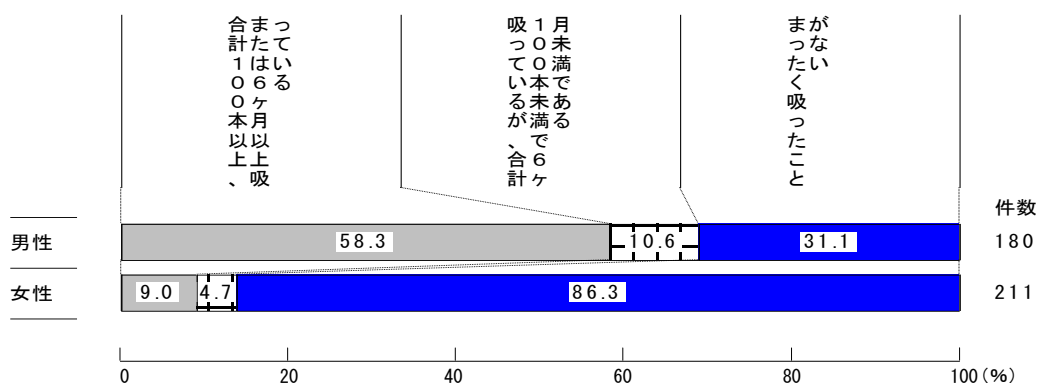 合計１００本以上、
または６ヶ月以上吸
っている
吸っているが、合計
１００本未満で６ヶ
月未満である
まったく吸ったこと
がない
件数
男性 58.3 10.6 31.1 180
女性 9.0 4.7 86.3 211
0 20 40 60 80 100(%)